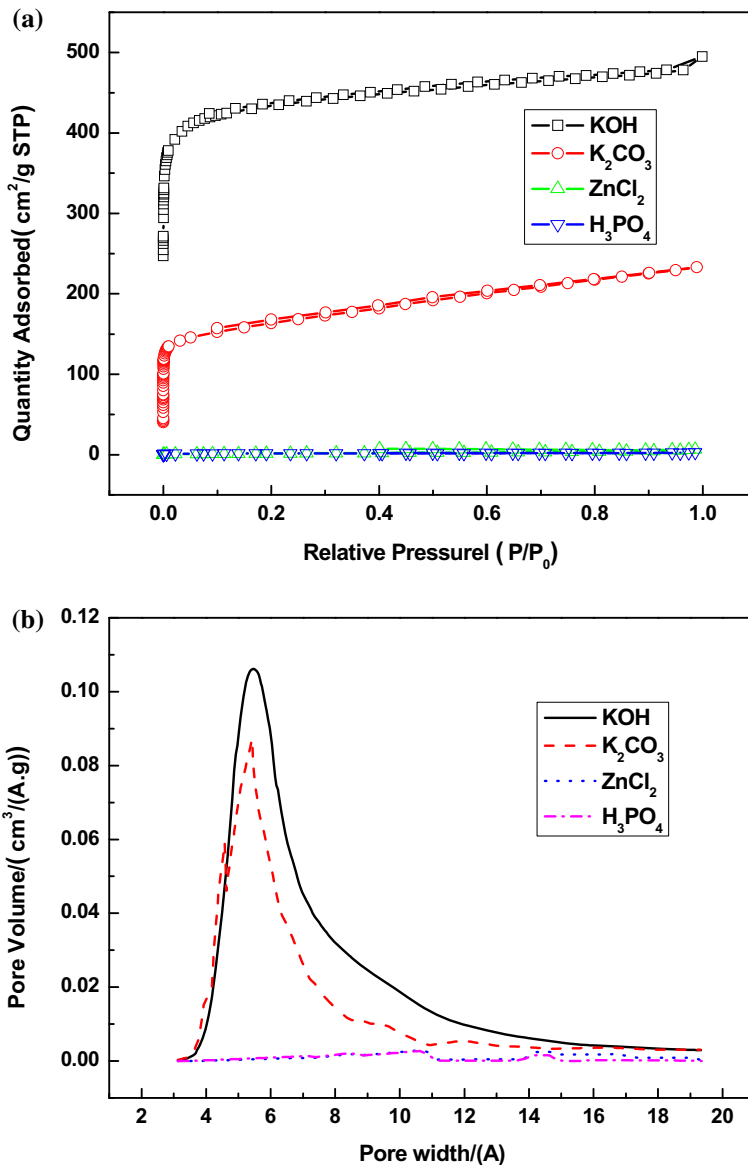 (a)
500
400
300
200
100
0
Quantity Adsorbed( cm²/g STP)
KOH
K₂CO₃
ZnCl₂
H₃PO₄
0.0 0.2 0.4 0.6 0.8 1.0
Relative Pressurel ( P/P₀)
(b)
0.12
0.10
0.08
0.06
0.04
0.02
0.00
Pore Volume/( cm³/(A.g))
KOH
K₂CO₃
ZnCl₂
H₃PO₄
2 4 6 8 10 12 14 16 18 20
Pore width/(A)